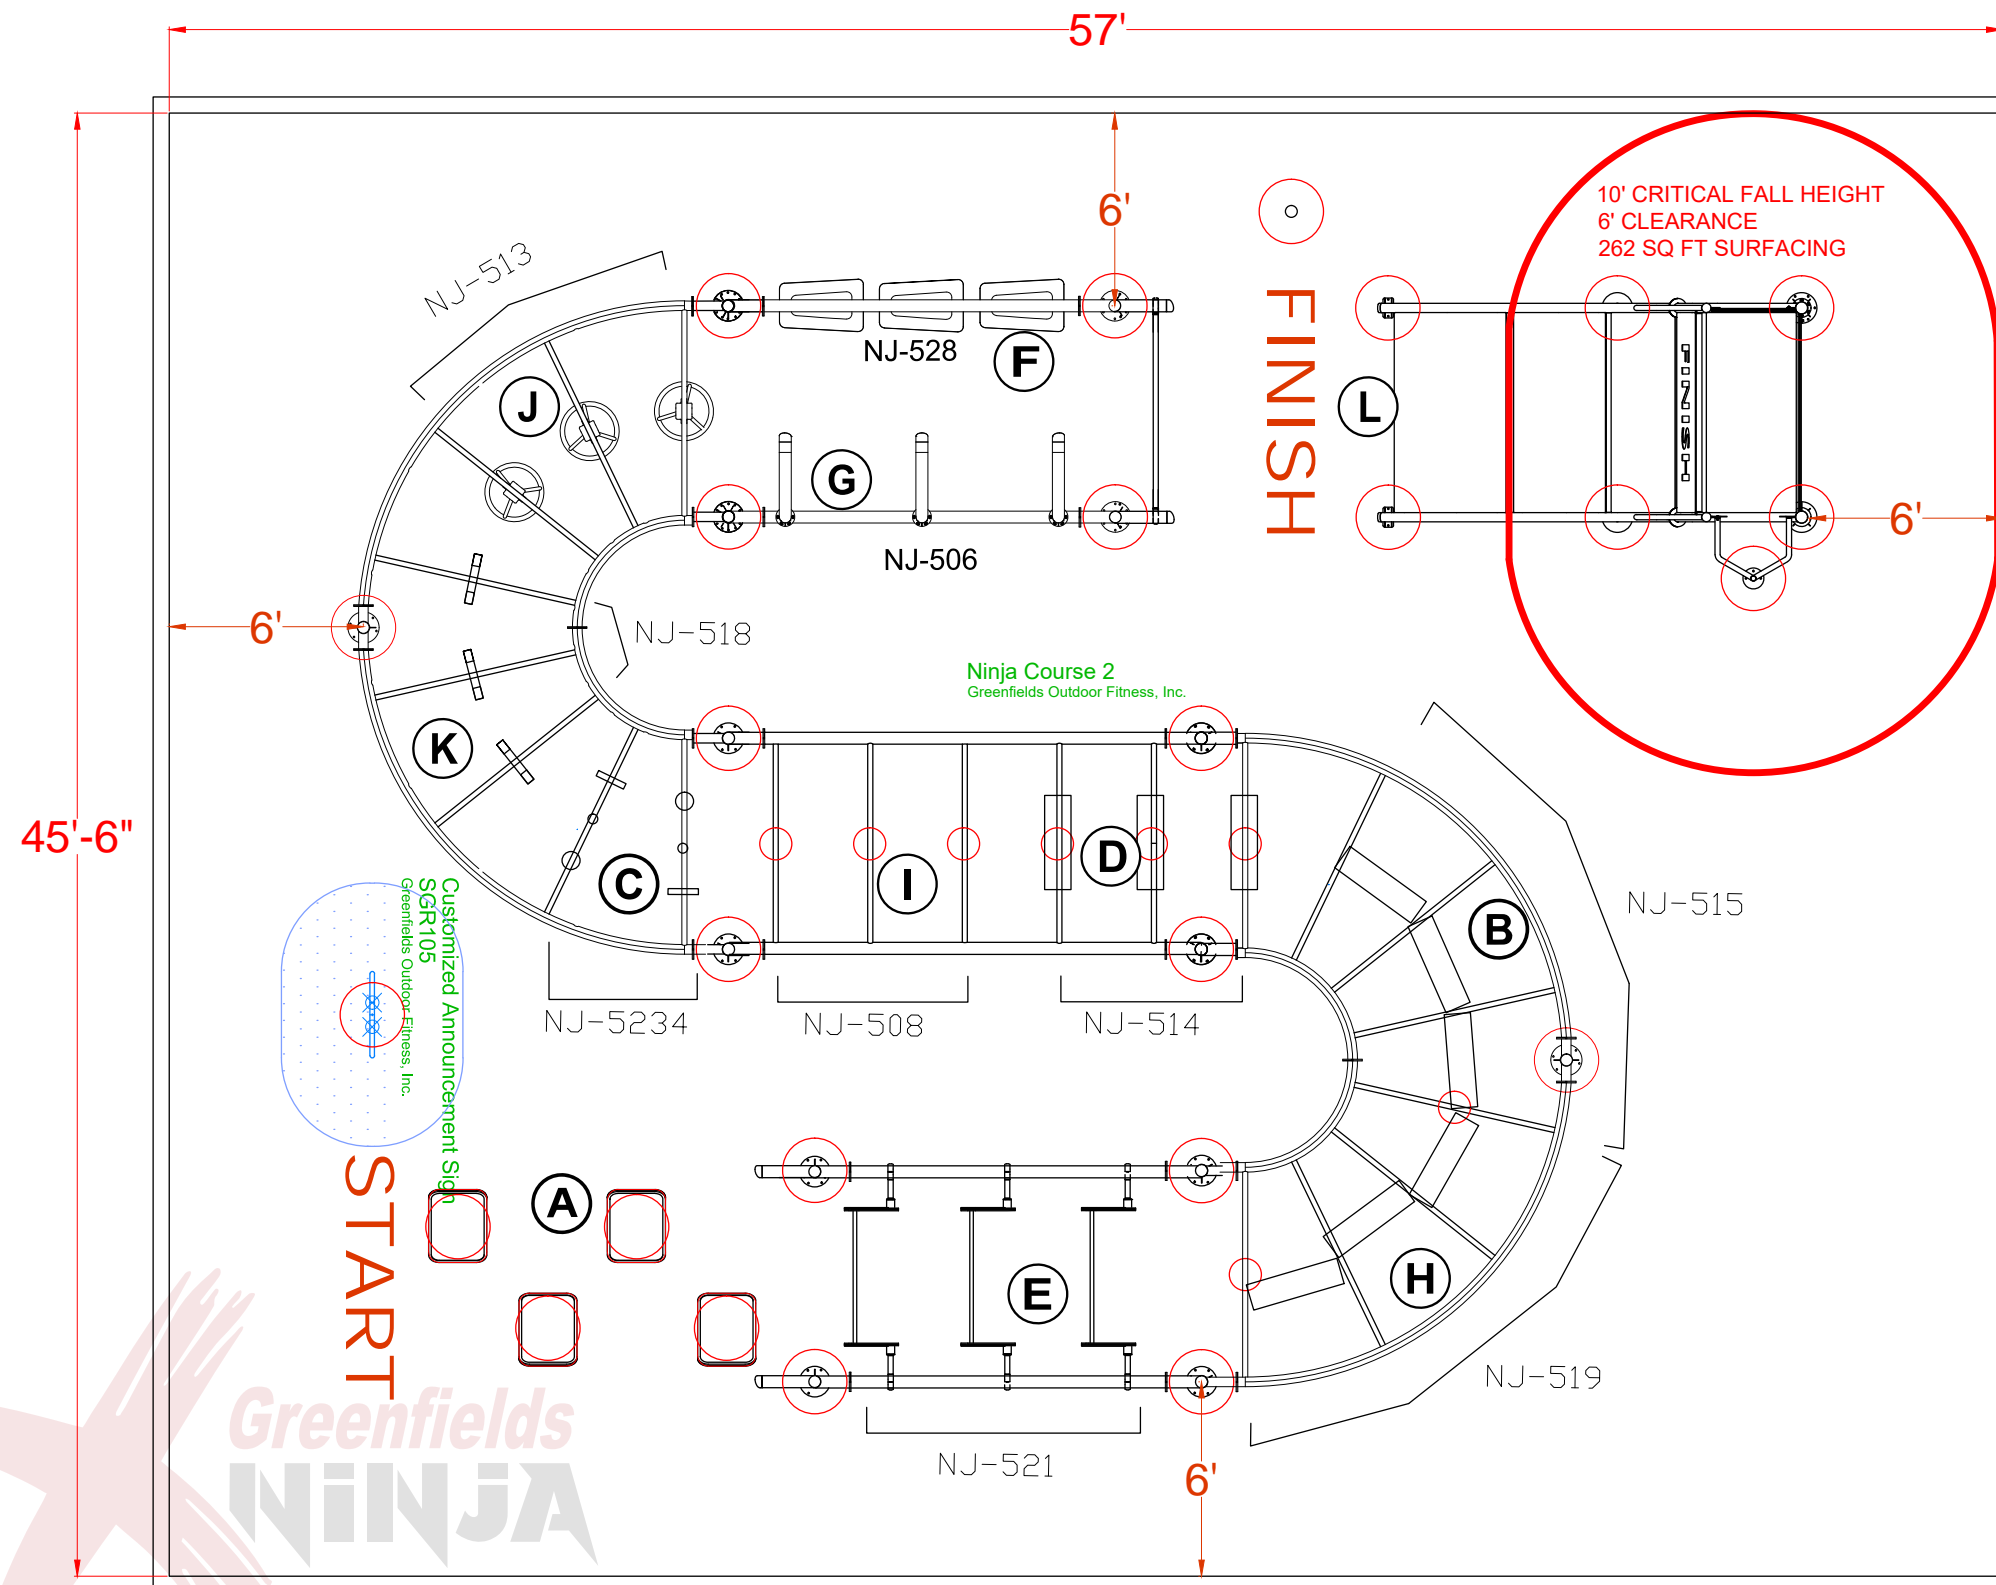 57'
6'
10' CRITICAL FALL HEIGHT
6' CLEARANCE
262 SQ FT SURFACING
NJ-513
NJ-528
F
FINISH
J
L
FINISH
G
6'
NJ-506
6'
NJ-518
Ninja Course 2
Greenfields Outdoor Fitness, Inc.
K
45'-6"
C
I
D
B
NJ-515
Customized Announcement Sign
SGR105
Greenfields Outdoor Fitness, Inc.
NJ-5234
NJ-508
NJ-514
START
A
E
H
NJ-519
Greenfields
NiNJA
NJ-521
6'